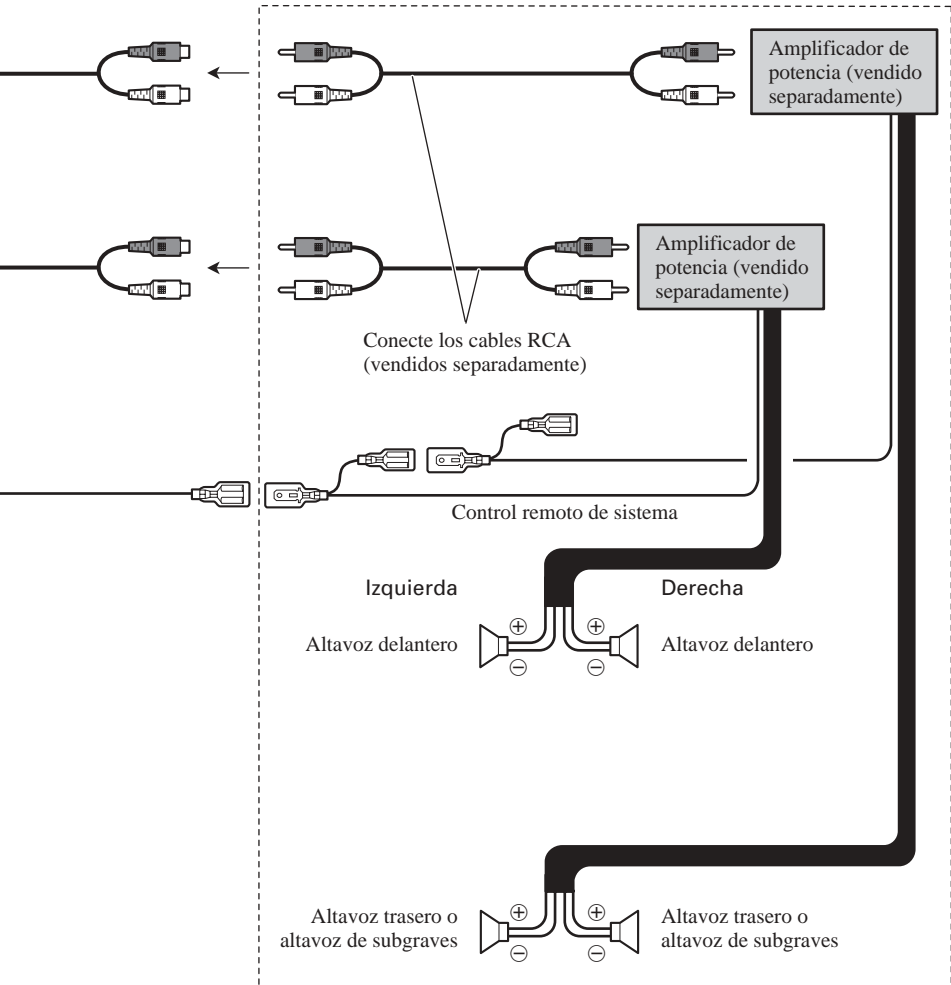 Amplificador de
potencia (vendido
separadamente)
Amplificador de
potencia (vendido
separadamente)
Conecte los cables RCA
(vendidos separadamente)
Control remoto de sistema
Izquierda
Derecha
Altavoz delantero
⊕
⊖
⊕
⊖
Altavoz delantero
Altavoz trasero o
altavoz de subgraves
⊕
⊖
⊕
⊖
Altavoz trasero o
altavoz de subgraves